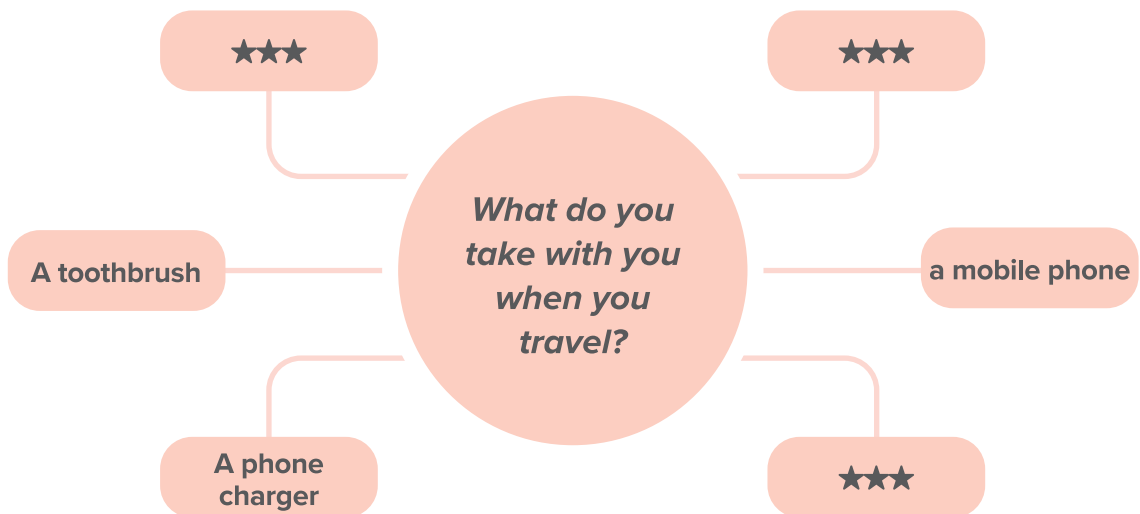 ★★★
★★★
What do you
take with you
when you
travel?
A toothbrush
a mobile phone
A phone
charger
★★★